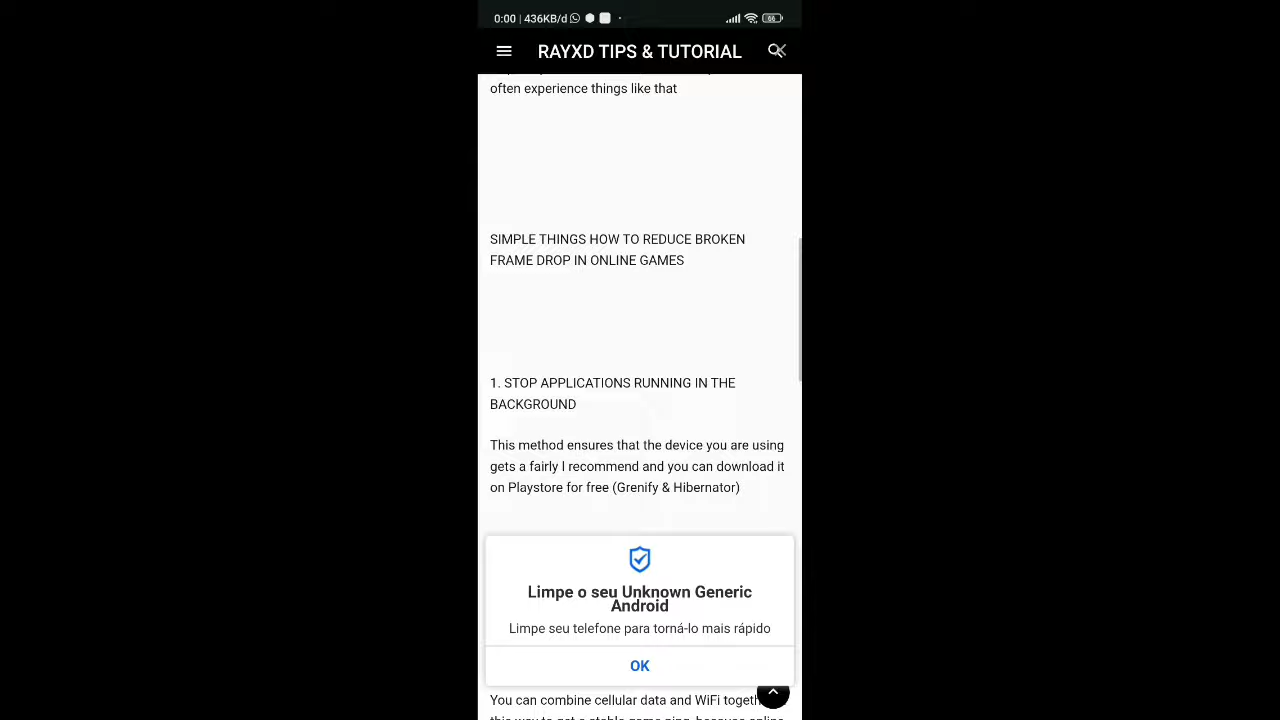 0:00 | 436KB/d
66
RAYXD TIPS & TUTORIAL
often experience things like that
SIMPLE THINGS HOW TO REDUCE BROKEN
FRAME DROP IN ONLINE GAMES
1. STOP APPLICATIONS RUNNING IN THE
BACKGROUND
This method ensures that the device you are using
gets a fairly I recommend and you can download it
on Playstore for free (Grenify & Hibernator)
Limpe o seu Unknown Generic
Android
Limpe seu telefone para torná-lo mais rápido
OK
You can combine cellular data and WiFi